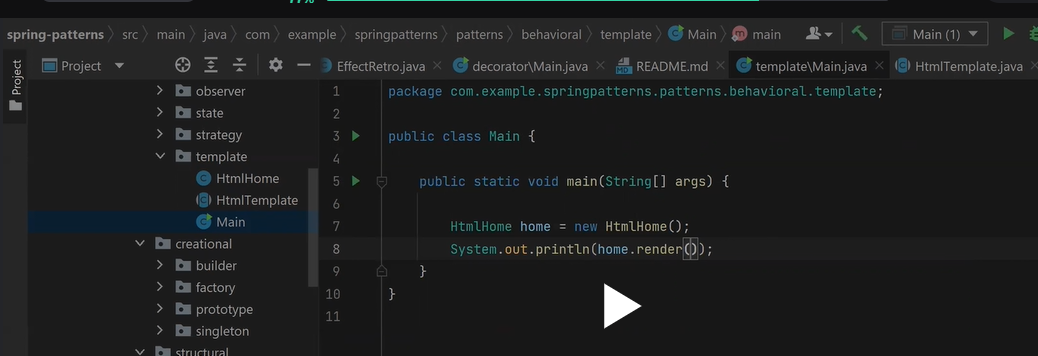 77%
spring-patterns > src > main > java > com > example > springpatterns > patterns > behavioral > template > Main > main
Main (1)
Project
Project
EffectRetro.java
decorator\Main.java
README.md
template\Main.java
HtmlTemplate.java
observer
state
strategy
template
HtmlHome
HtmlTemplate
Main
creational
builder
factory
prototype
singleton
structural
1 package com.example.springpatterns.patterns.behavioral.template;
2
3 public class Main {
4
5 public static void main(String[] args) {
6
7 HtmlHome home = new HtmlHome();
8 System.out.println(home.render());
9 }
10 }
11